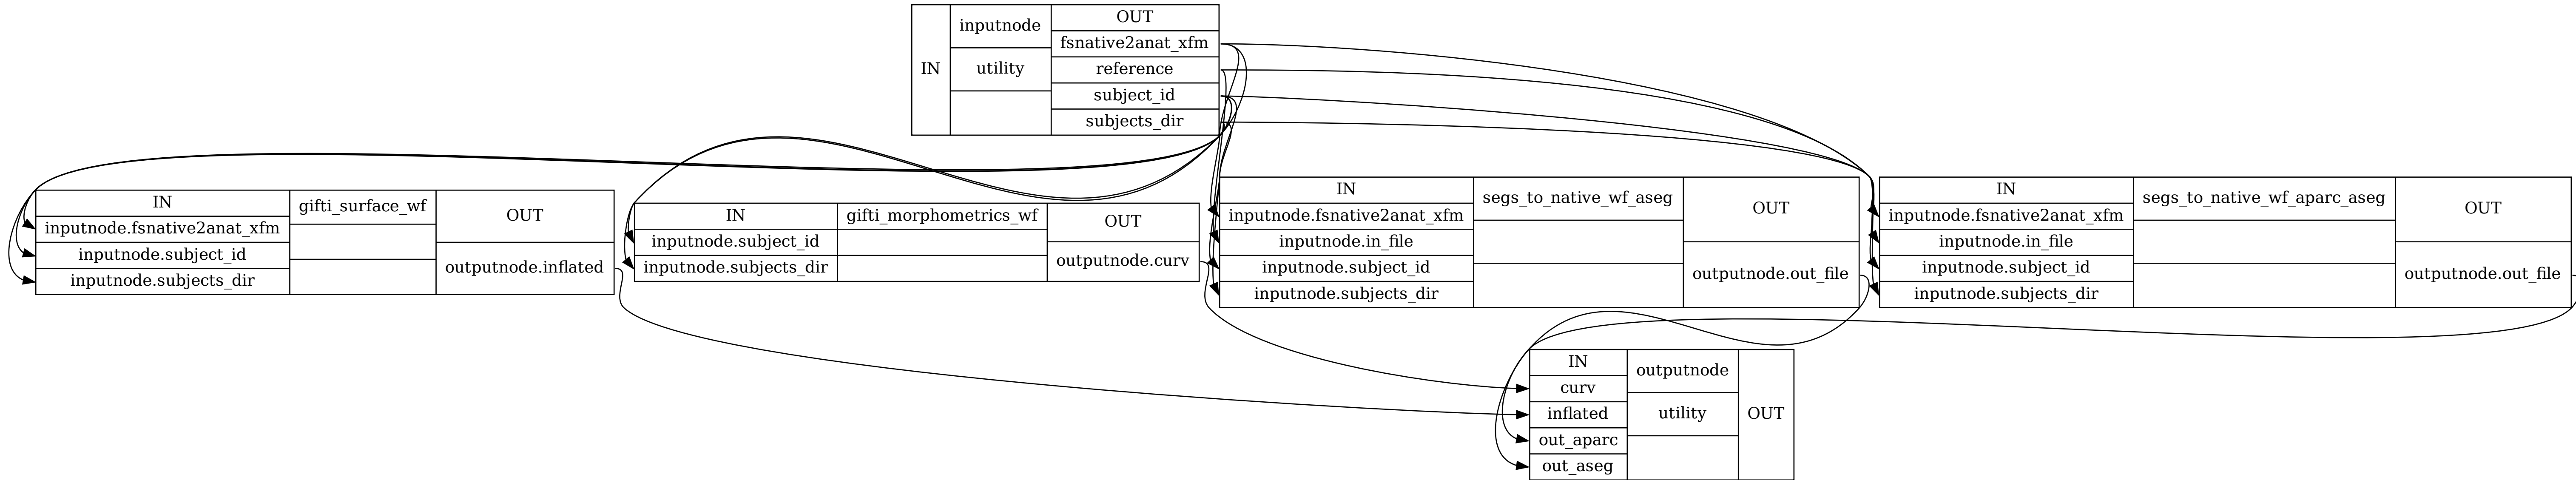 IN
inputnode
utility
OUT
fsnative2anat_xfm
reference
subject_id
subjects_dir
IN
inputnode.fsnative2anat_xfm
inputnode.subject_id
inputnode.subjects_dir
gifti_surface_wf
OUT
outputnode.inflated
IN
inputnode.subject_id
inputnode.subjects_dir
gifti_morphometrics_wf
OUT
outputnode.curv
IN
inputnode.fsnative2anat_xfm
inputnode.in_file
inputnode.subject_id
inputnode.subjects_dir
segs_to_native_wf_aseg
OUT
outputnode.out_file
IN
inputnode.fsnative2anat_xfm
inputnode.in_file
inputnode.subject_id
inputnode.subjects_dir
segs_to_native_wf_aparc_aseg
OUT
outputnode.out_file
IN
curv
inflated
out_aparc
out_aseg
outputnode
utility
OUT